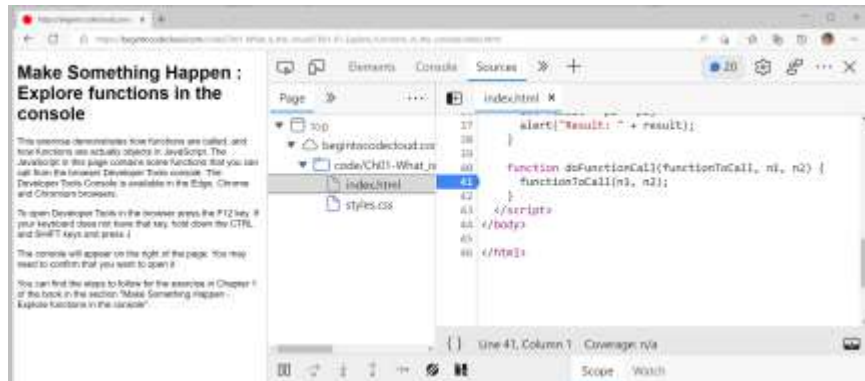 Make Something Happen :
Explore functions in the
console
This exercise demonstrates how functions are called, and
how functions are actually objects in JavaScript. The
JavaScript in this page contains some functions that you can
call from the browser Developer Tools console. The
Developer Tools Console is available in the Edge, Chrome
and Chromium browsers.
To open Developer Tools in the browser press the F12 key. If
your keyboard does not have that key, hold down the CTRL
and SHIFT keys and press J
The console will appear on the right of the page. You may
need to confirm that you want to open it
You can find the steps to follow for the exercise in Chapter 1
of the book in the section "Make Something Happen -
Explore functions in the console".
Elements Console Sources
20
Page
index.html
top
begintocodecloud.com
code/Ch01-What_is
index.html
styles.css
37 alert("Result: " + result);
38 }
39
40 function doFunctionCall(functionToCall, n1, n2) {
41 functionToCall(n1, n2);
42 }
43 </script>
44 </body>
45
46 </html>
{ } Line 41, Column 1 Coverage: n/a
Scope Watch